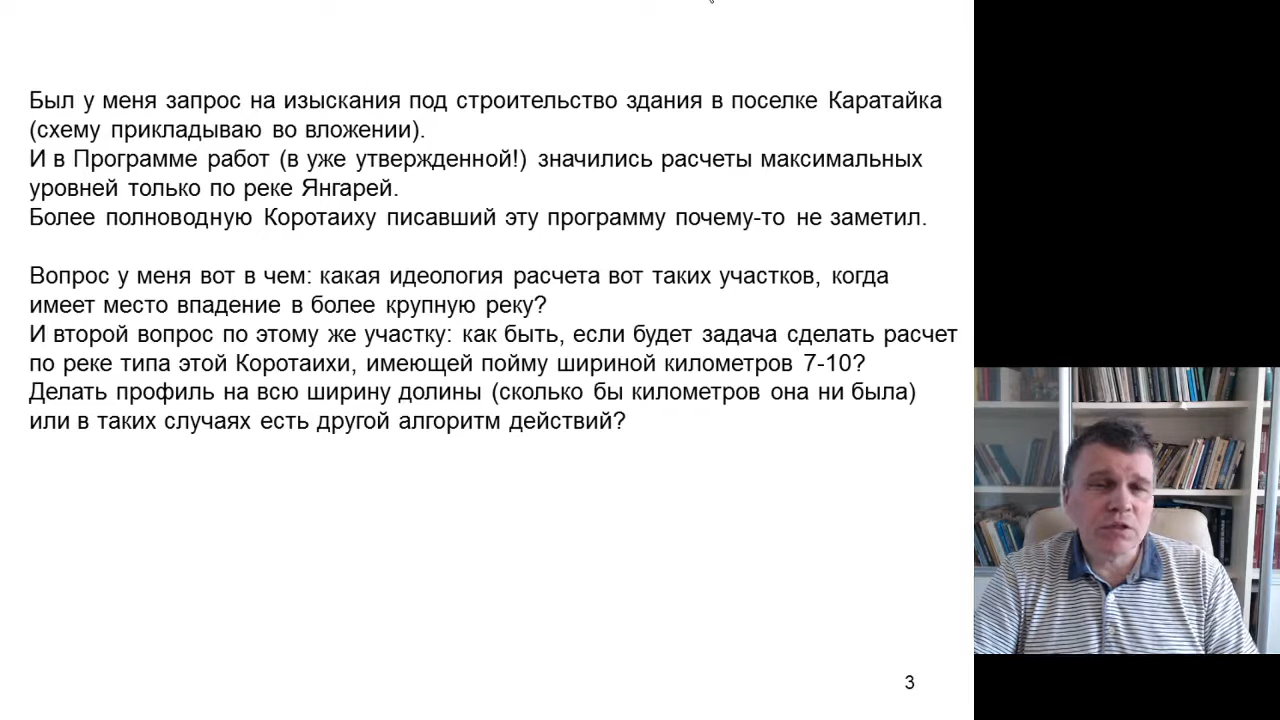 Был у меня запрос на изыскания под строительство здания в поселке Каратайка
(схему прикладываю во вложении).
И в Программе работ (в уже утвержденной!) значились расчеты максимальных
уровней только по реке Янгарей.
Более полноводную Коротаиху писавший эту программу почему-то не заметил.
Вопрос у меня вот в чем: какая идеология расчета вот таких участков, когда
имеет место впадение в более крупную реку?
И второй вопрос по этому же участку: как быть, если будет задача сделать расчет
по реке типа этой Коротаихи, имеющей пойму шириной километров 7-10?
Делать профиль на всю ширину долины (сколько бы километров она ни была)
или в таких случаях есть другой алгоритм действий?
3